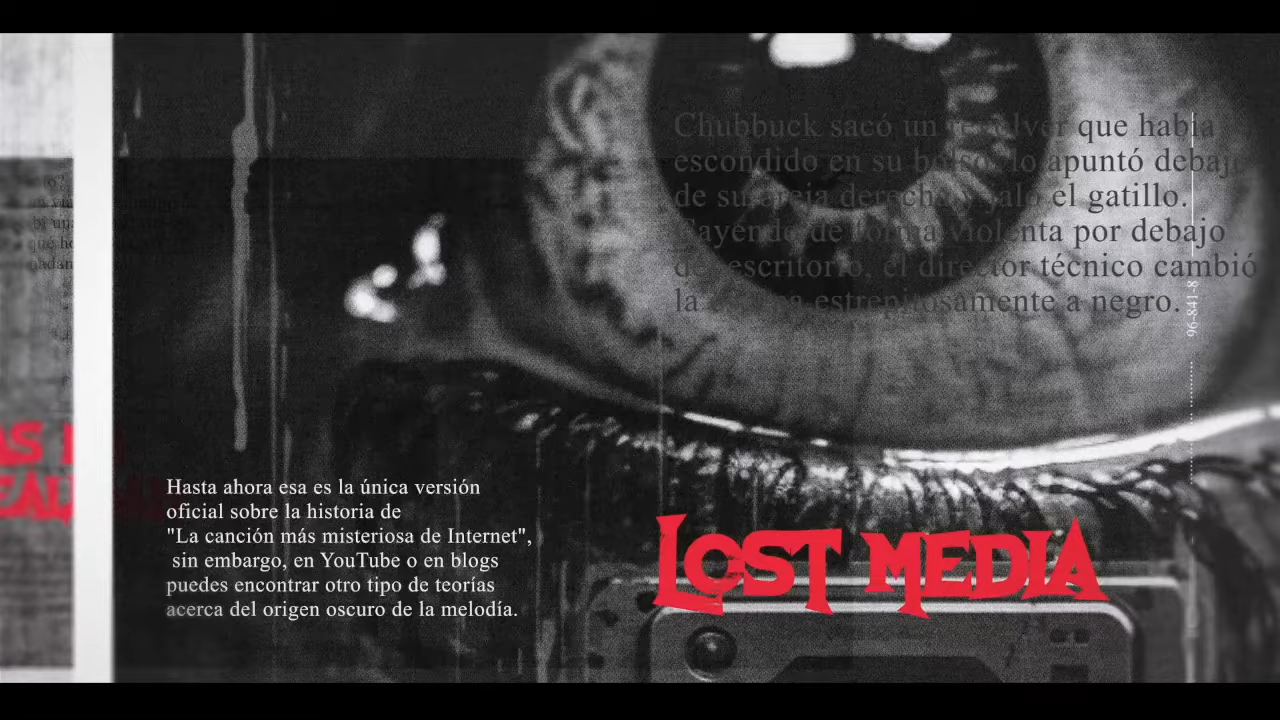 Chubbuck sacó un revolver que había
escondido en su bolso, lo apuntó debajo
de su oreja derecha y jaló el gatillo.
Cayendo de forma violenta por debajo
del escritorio, el director técnico cambió
la estrepitosamente a negro.
96-841-8
Hasta ahora esa es la única versión
oficial sobre la historia de
"La canción más misteriosa de Internet",
sin embargo, en YouTube o en blogs
puedes encontrar otro tipo de teorías
acerca del origen oscuro de la melodía.
LOST MEDIA